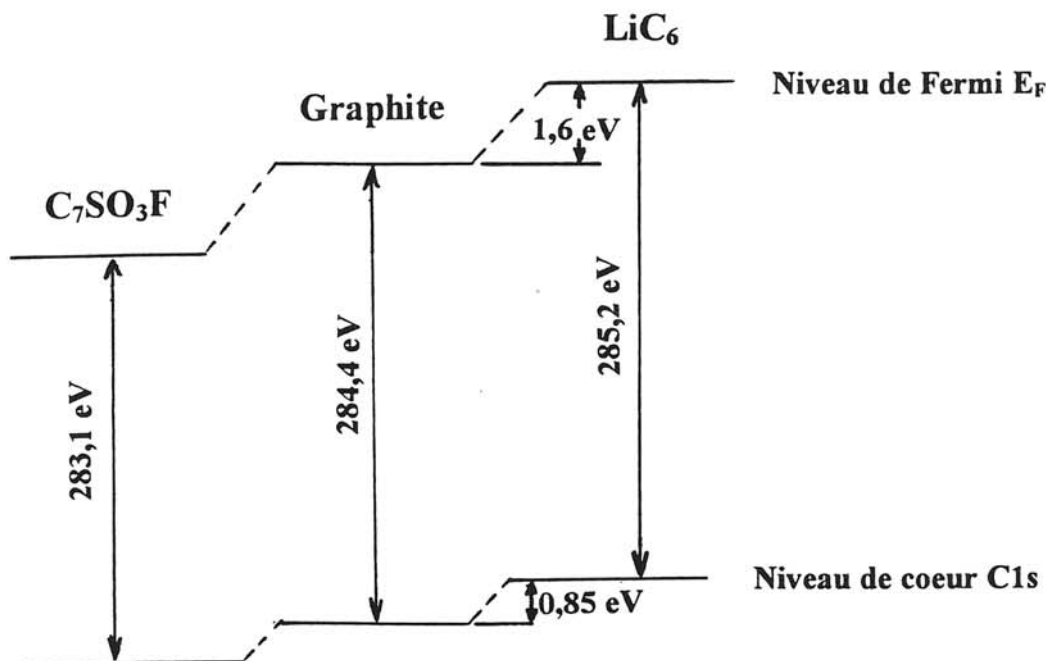 LiC₆
Niveau de Fermi E_F
Graphite
1,6 eV
C₇SO₃F
283,1 eV
284,4 eV
285,2 eV
Niveau de coeur C1s
0,85 eV